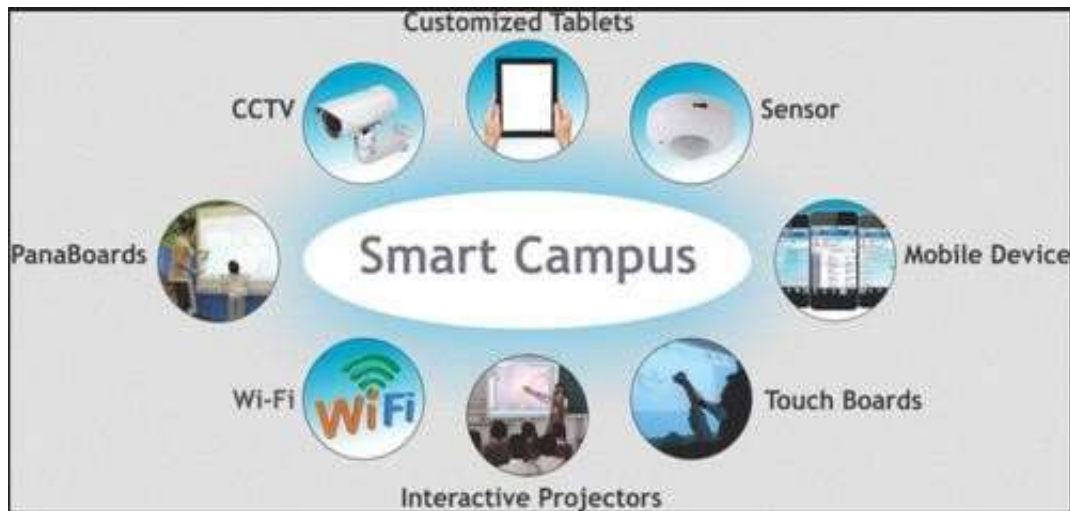 Customized Tablets
CCTV
Sensor
PanaBoards
Smart Campus
Mobile Device
Wi-Fi
WiFi
Touch Boards
Interactive Projectors